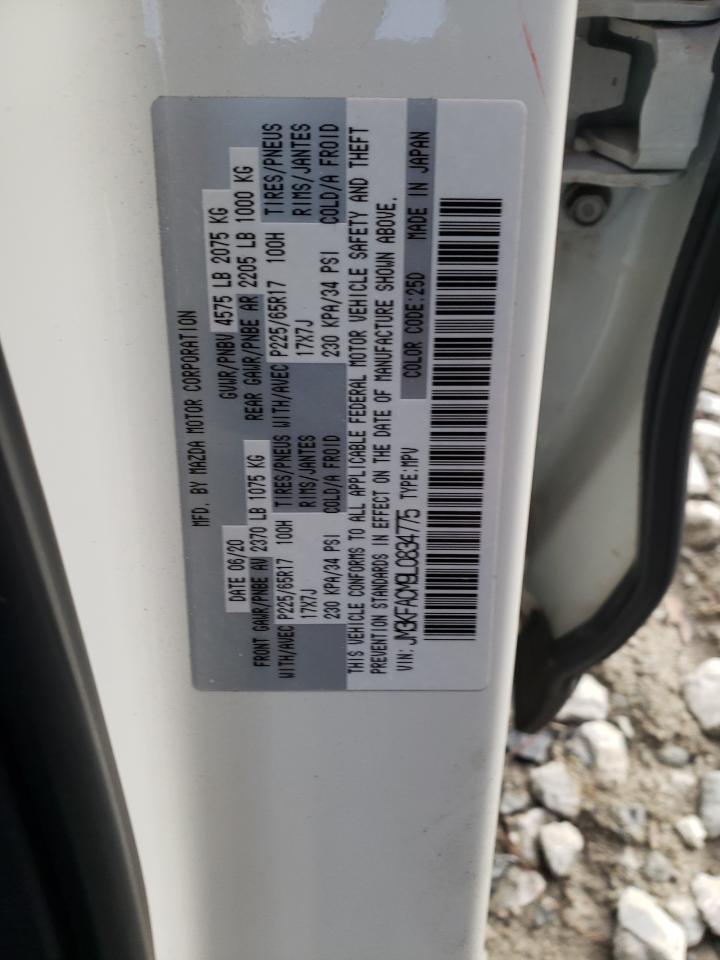 MFD. BY MAZDA MOTOR CORPORATION
DATE 06/20 GVWR/PNBV 4575 LB 2075 KG
FRONT GAWR/PNBE AV 2370 LB 1075 KG REAR GAWR/PNBE AR 2205 LB 1000 KG
WITH/AVEC P225/65R17 100H TIRES/PNEUS WITH/AVEC P225/65R17 100H TIRES/PNEUS
17X7J RIMS/JANTES 17X7J RIMS/JANTES
230 KPA/34 PSI COLD/A FROID 230 KPA/34 PSI COLD/A FROID
THIS VEHICLE CONFORMS TO ALL APPLICABLE FEDERAL MOTOR VEHICLE SAFETY AND THEFT
PREVENTION STANDARDS IN EFFECT ON THE DATE OF MANUFACTURE SHOWN ABOVE.
VIN: JM3KFACM9L0834775 TYPE:MPV COLOR CODE:25D MADE IN JAPAN